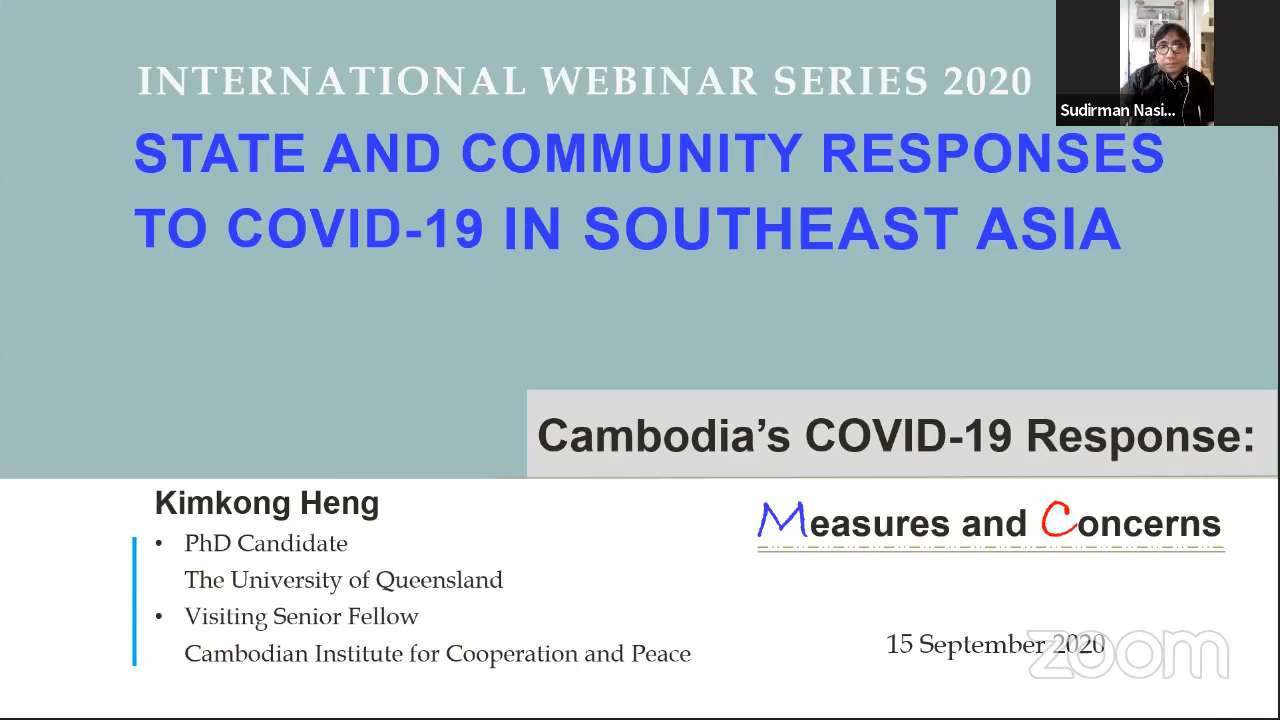 INTERNATIONAL WEBINAR SERIES 2020
STATE AND COMMUNITY RESPONSES
TO COVID-19 IN SOUTHEAST ASIA
Sudirman Nasi...
Cambodia's COVID-19 Response:
Measures and Concerns
Kimkong Heng
• PhD Candidate
The University of Queensland
• Visiting Senior Fellow
Cambodian Institute for Cooperation and Peace
15 September 2020
zoom